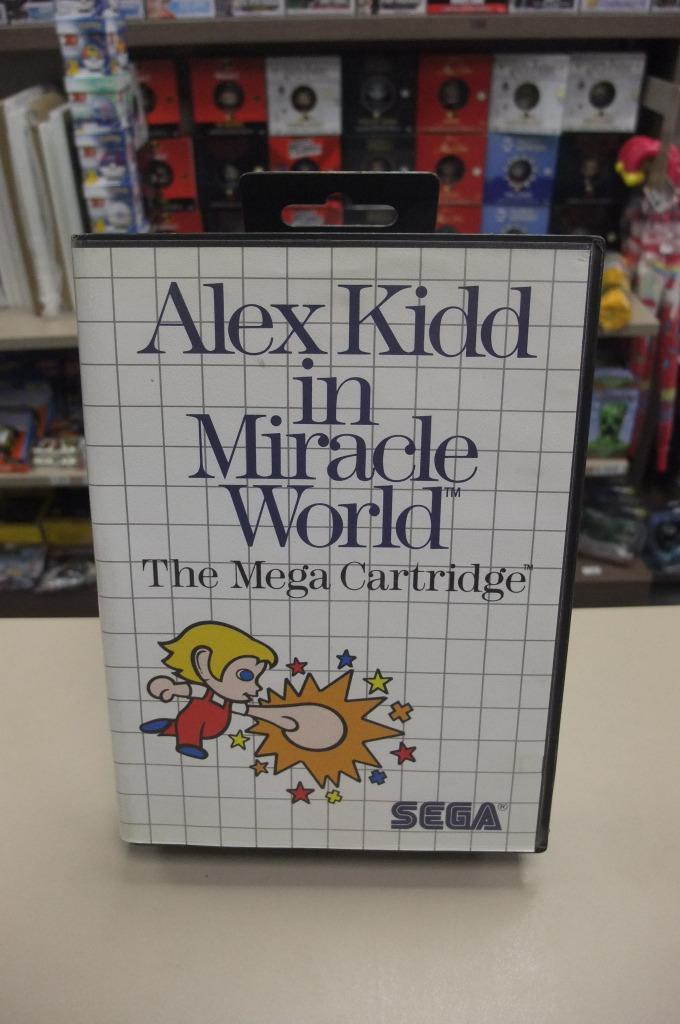 Alex Kidd
in
Miracle
World™
The Mega Cartridge™
SEGA®